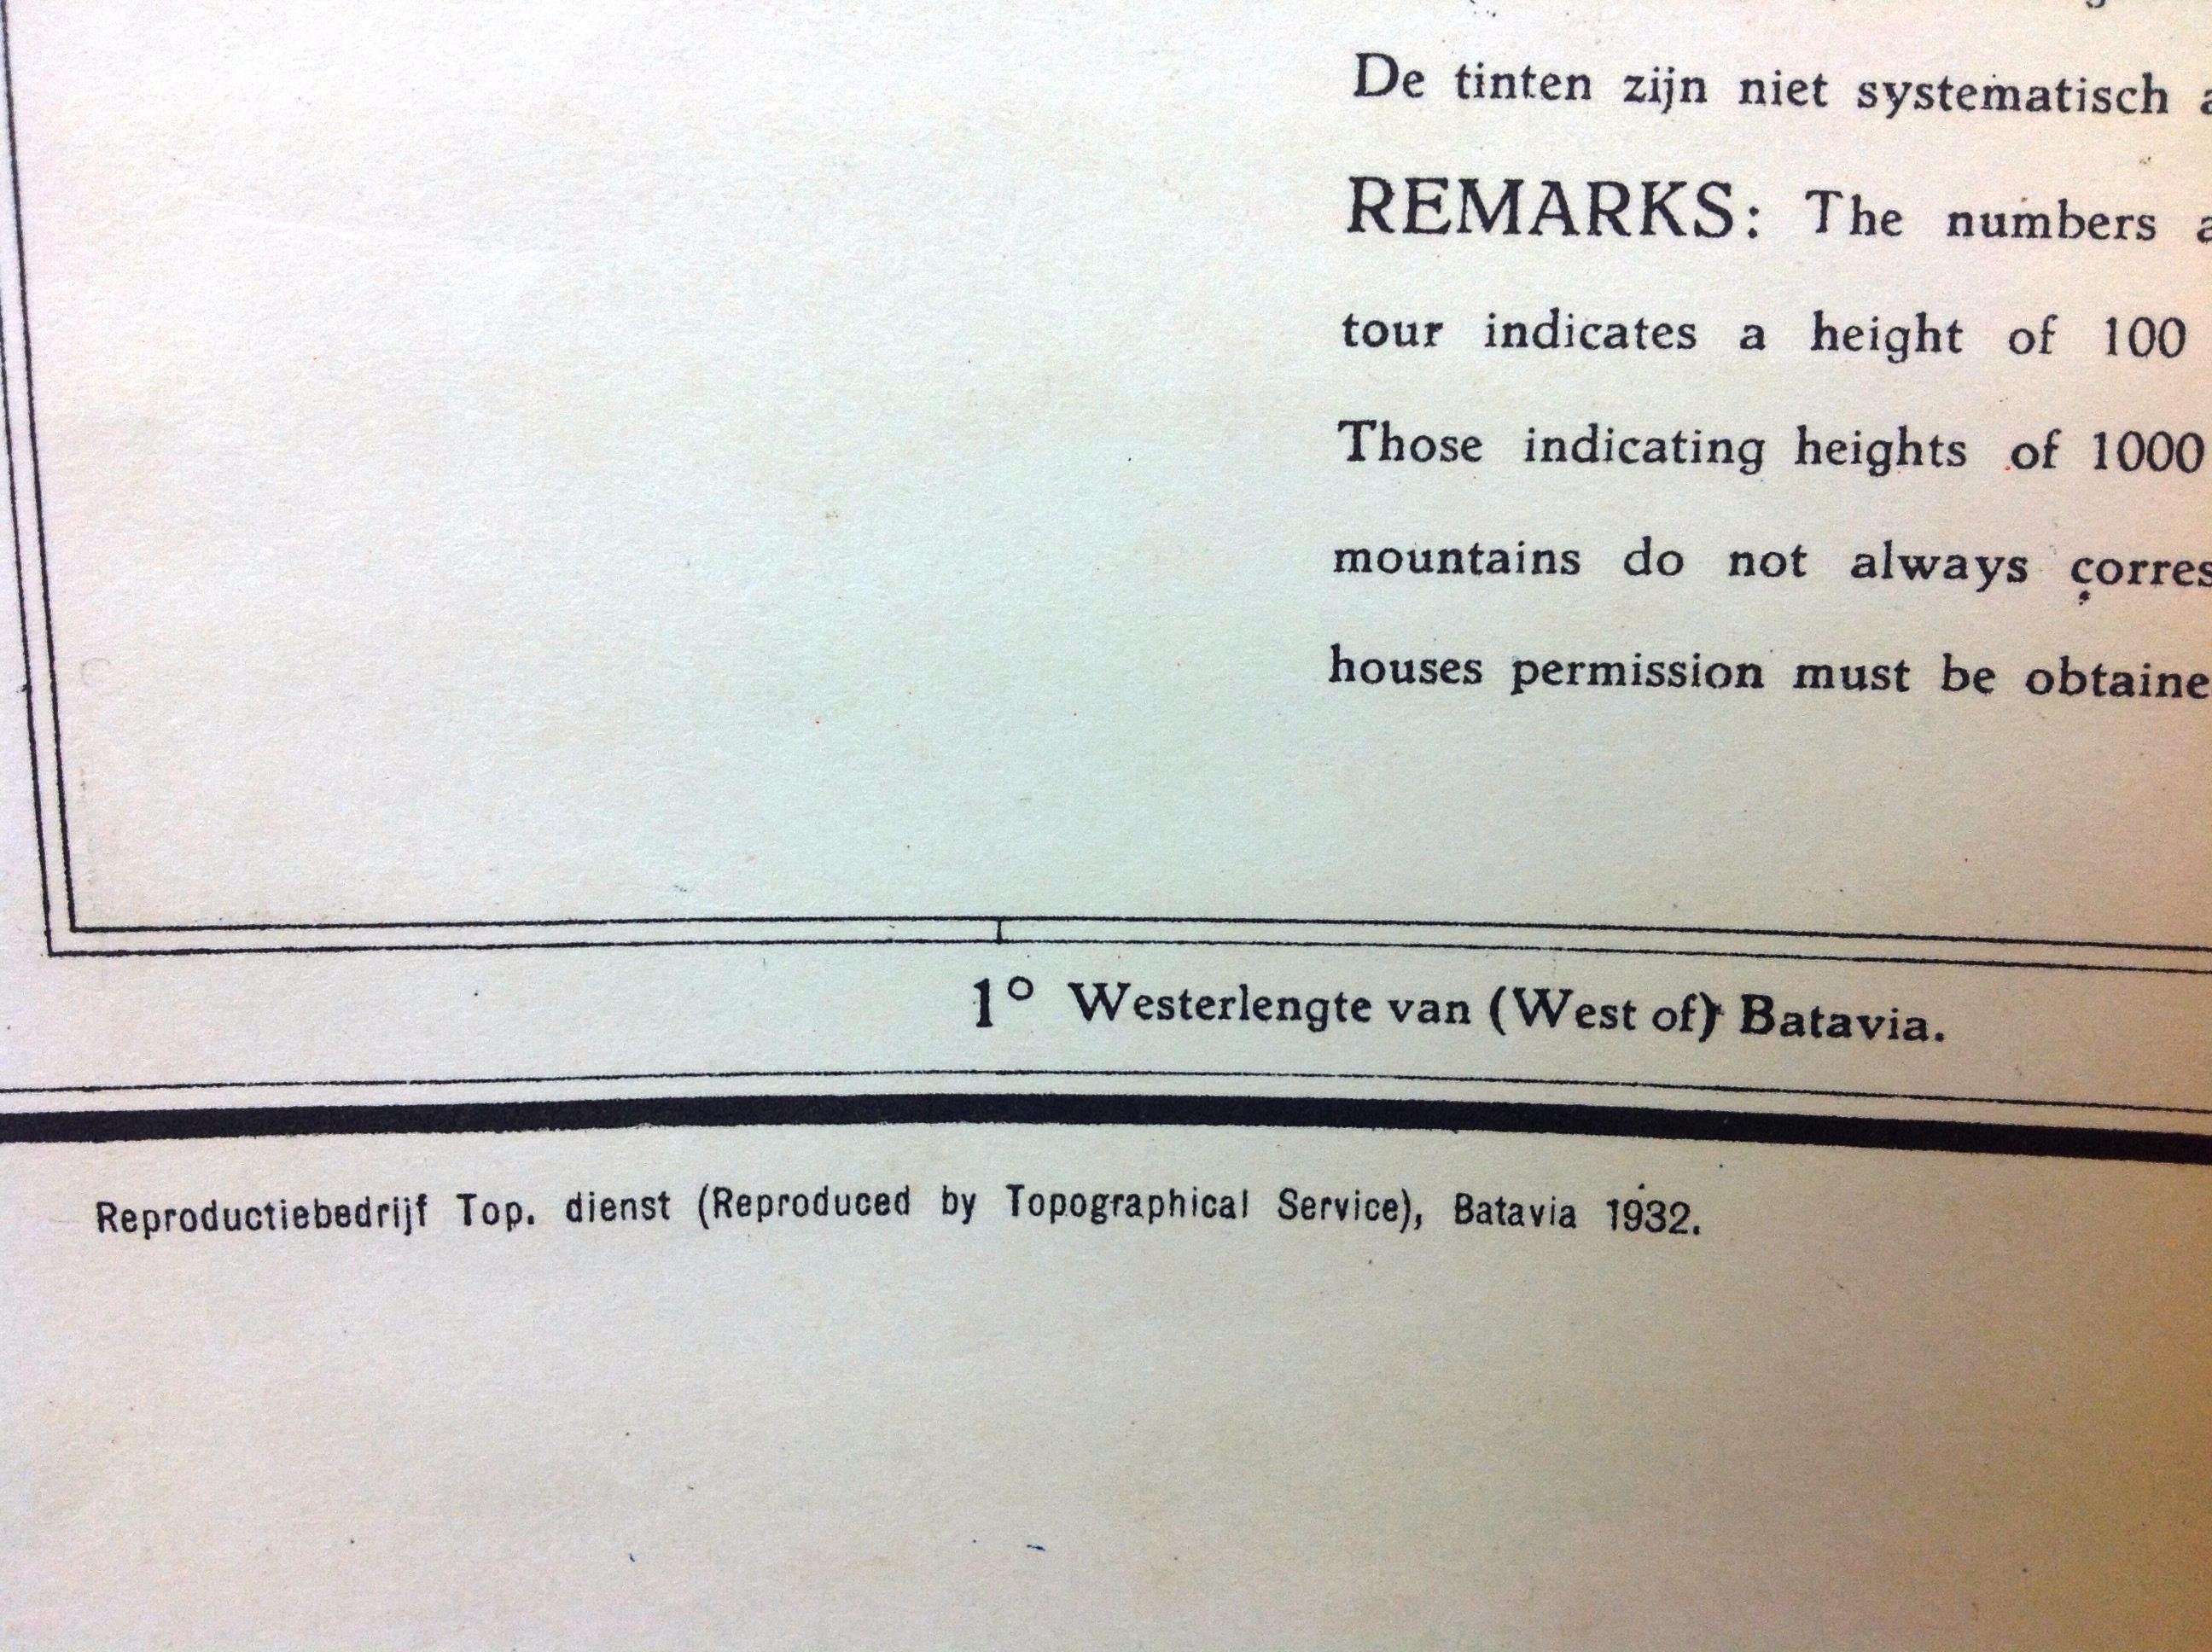 De tinten zijn niet systematisch
REMARKS: The numbers
tour indicates a height of 100
Those indicating heights of 1000
mountains do not always corres
houses permission must be obtaine
1° Westerlengte van (West of) Batavia.
Reproductiebedrijf Top. dienst (Reproduced by Topographical Service), Batavia 1932.